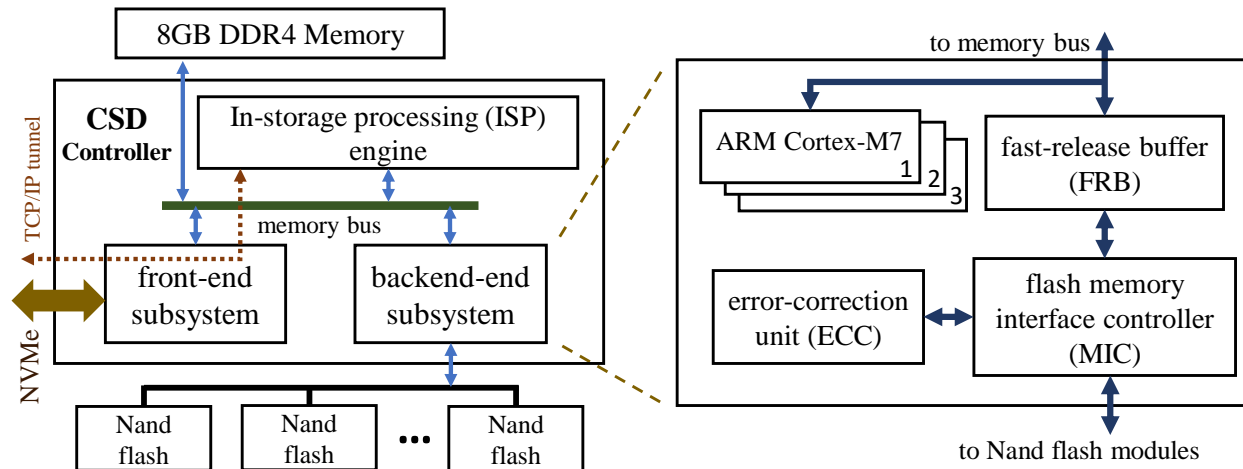 8GB DDR4 Memory
CSD
Controller
In-storage processing (ISP)
engine
TCP/IP tunnel
memory bus
front-end
subsystem
backend-end
subsystem
NVMe
Nand
flash
Nand
flash
...
Nand
flash
to memory bus
ARM Cortex-M7
1
2
3
fast-release buffer
(FRB)
error-correction
unit (ECC)
flash memory
interface controller
(MIC)
to Nand flash modules